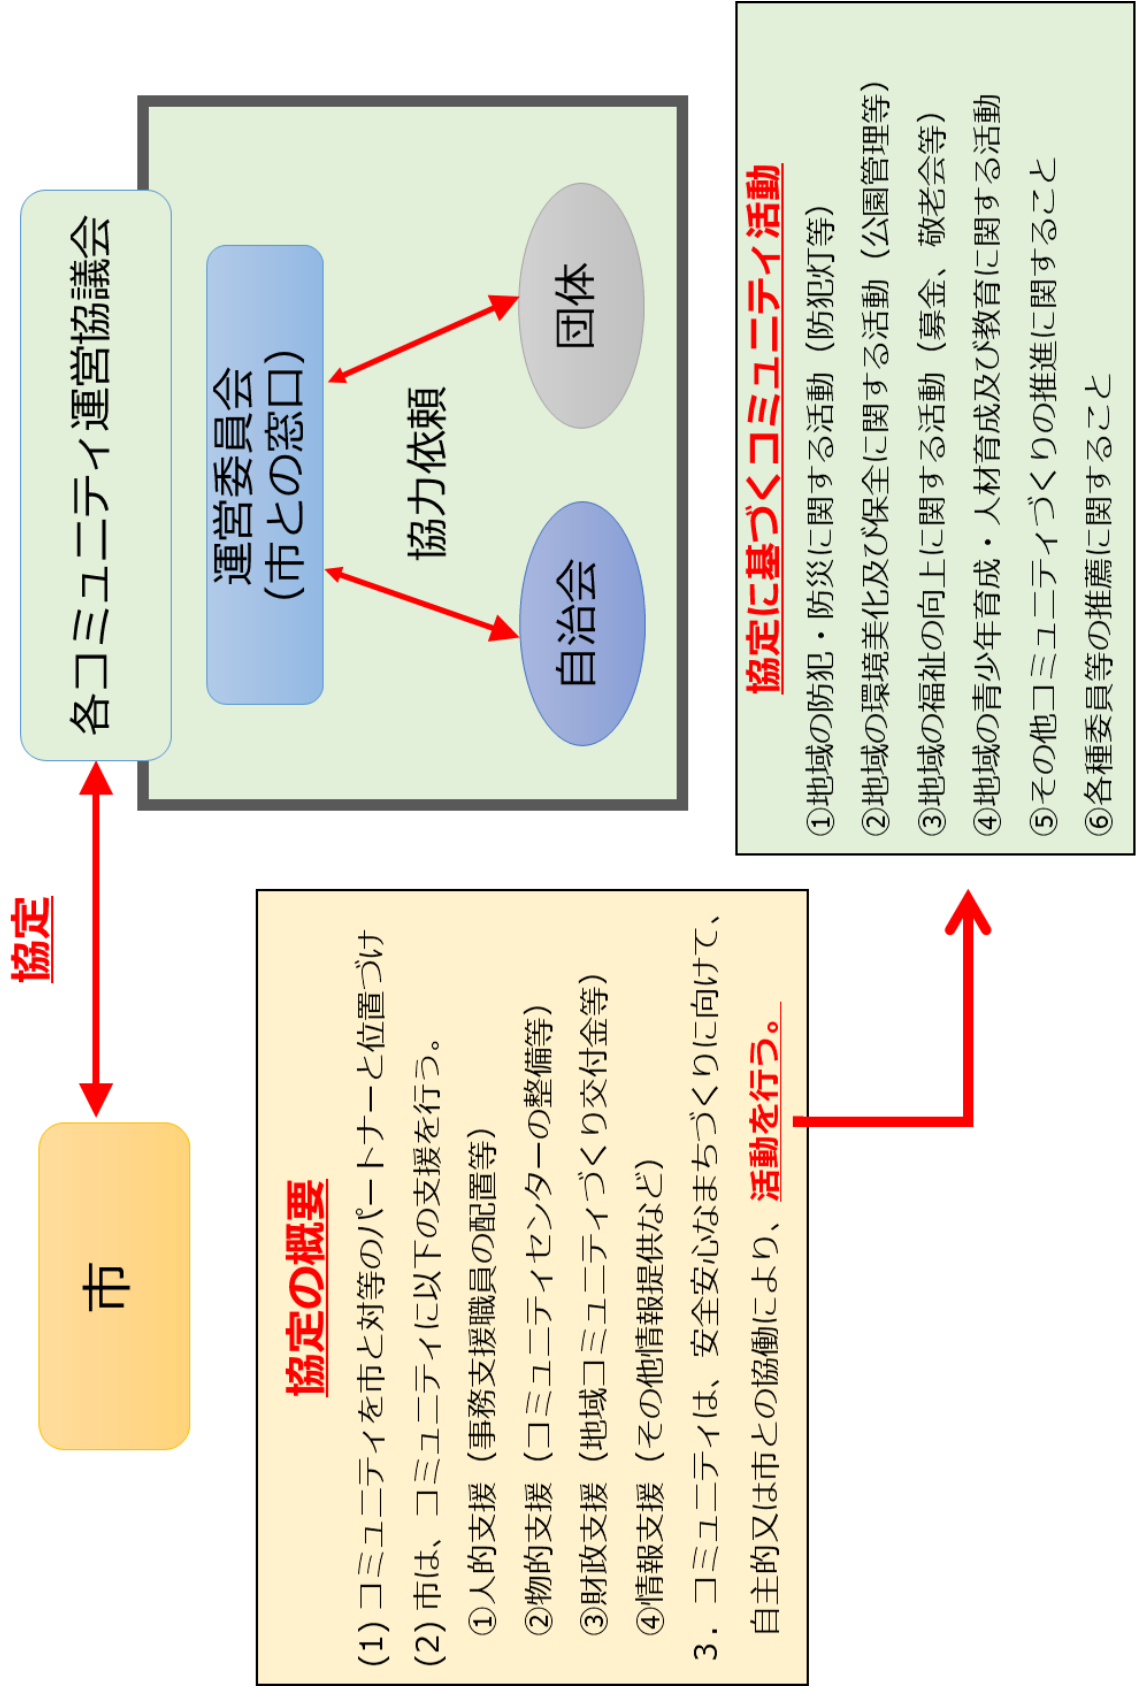 協定
市
各コミュニティ運営協議会
運営委員会
(市との窓口)
協力依頼
自治会
団体
協定の概要
(1) コミュニティを市と対等のパートナーと位置づけ
(2) 市は、コミュニティに以下の支援を行う。
①人的支援（事務支援職員の配置等）
②物的支援（コミュニティセンターの整備等）
③財政支援（地域コミュニティづくり交付金等）
④情報支援（その他情報提供など）
3．コミュニティは、安全安心なまちづくりに向けて、
自主的又は市との協働により、活動を行う。
協定に基づくコミュニティ活動
①地域の防犯・防災に関する活動（防犯灯等）
②地域の環境美化及び保全に関する活動（公園管理等）
③地域の福祉の向上に関する活動（募金、敬老会等）
④地域の青少年育成・人材育成及び教育に関する活動
⑤その他コミュニティづくりの推進に関すること
⑥各種委員等の推薦に関すること